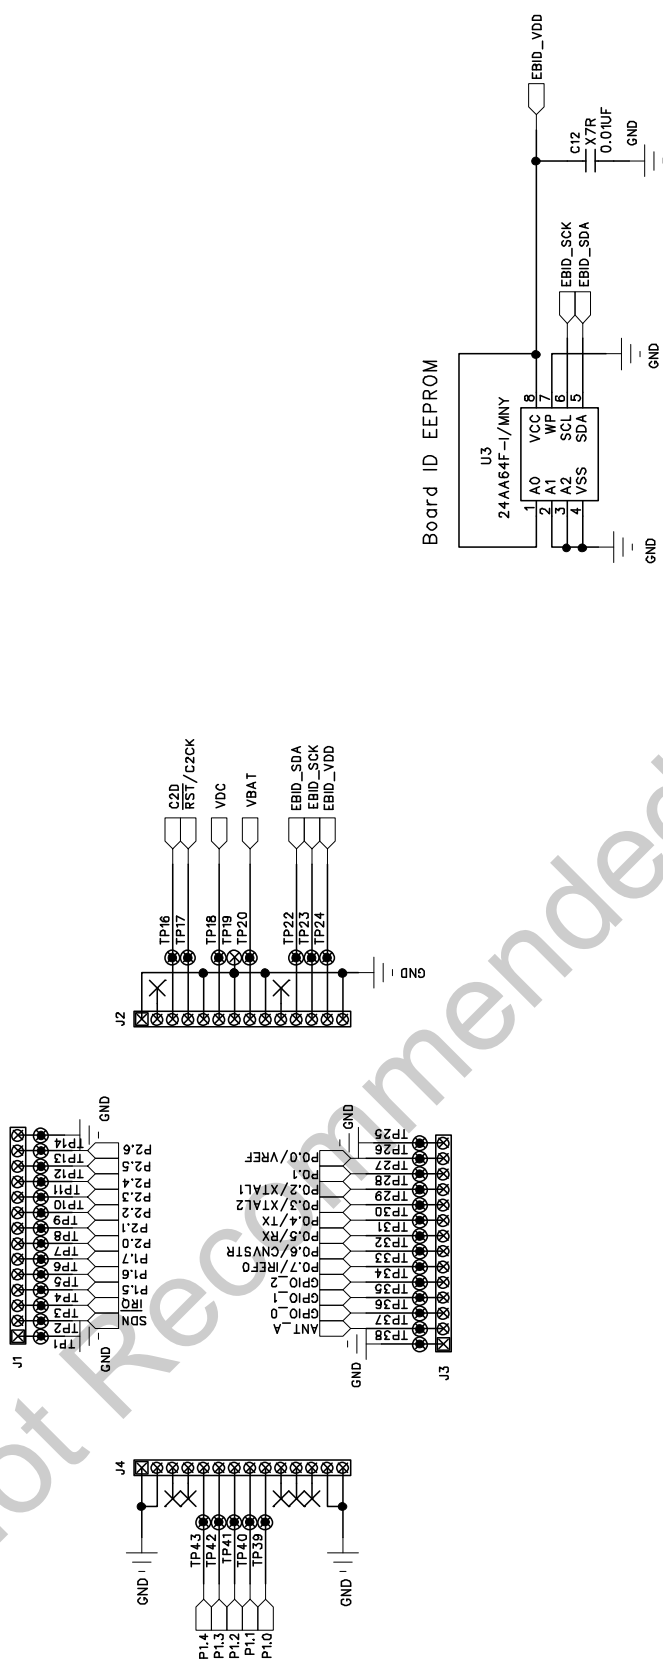 EBID_VDD
C12
X7R
0.01UF
GND
EBID_SCK
EBID_SDA
GND
Board ID EEPROM
U3
24AA64F-I/MNY
8
7
6
5
VCC
WP
SCL
SDA
A0
A1
A2
VSS
1
2
3
4
GND
C2D
RST/C2CK
VDC
VBAT
EBID_SDA
EBID_SCK
EBID_VDD
TP16
TP17
TP18
TP19
TP20
TP22
TP23
TP24
GND
J2
GND
TP14
TP13
TP12
TP11
TP10
TP9
TP8
TP7
TP6
TP5
TP4
TP3
TP2
TP1
P2.6
P2.5
P2.4
P2.3
P2.2
P2.1
P2.0
P1.7
P1.6
P1.5
IRQ
SDN
GND
J1
GND
TP25
TP26
TP27
TP28
TP29
TP30
TP31
TP32
TP33
TP34
TP35
TP36
TP37
TP38
P0.0/VREF
P0.1
P0.2/XTAL1
P0.3/XTAL2
P0.4/TX
P0.5/RX
P0.6/CNVSTR
P0.7/IREF0
GPIO_2
GPIO_1
GPIO_0
ANT_A
GND
J3
J4
TP43
TP42
TP41
TP40
TP39
GND
GND
P1.4
P1.3
P1.2
P1.1
P1.0
Not Recommended